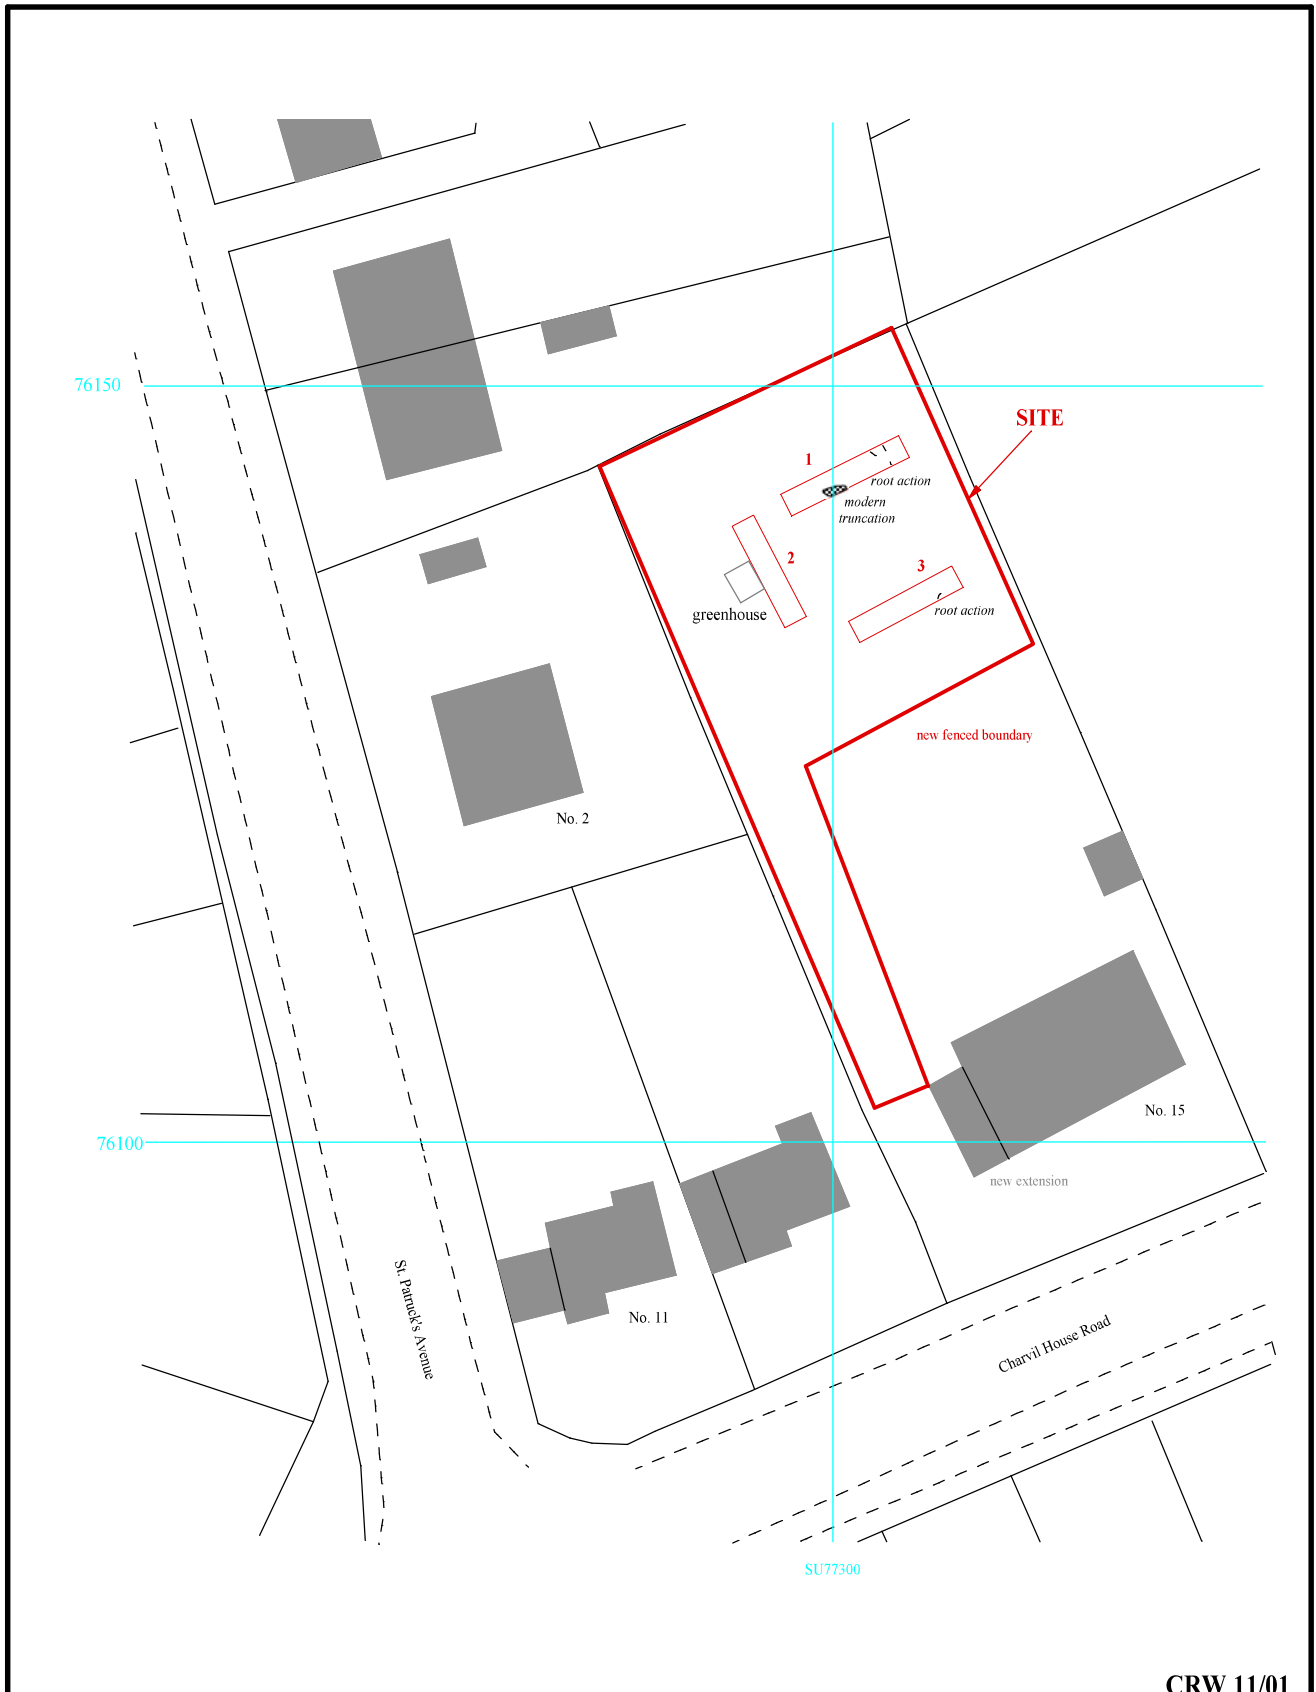 76150
SITE
1
root action
modern
truncation
2
3
greenhouse
root action
new fenced boundary
No. 2
No. 15
76100
new extension
St. Patruck's Avenue
No. 11
Charvil House Road
SU77300
CRW 11/01